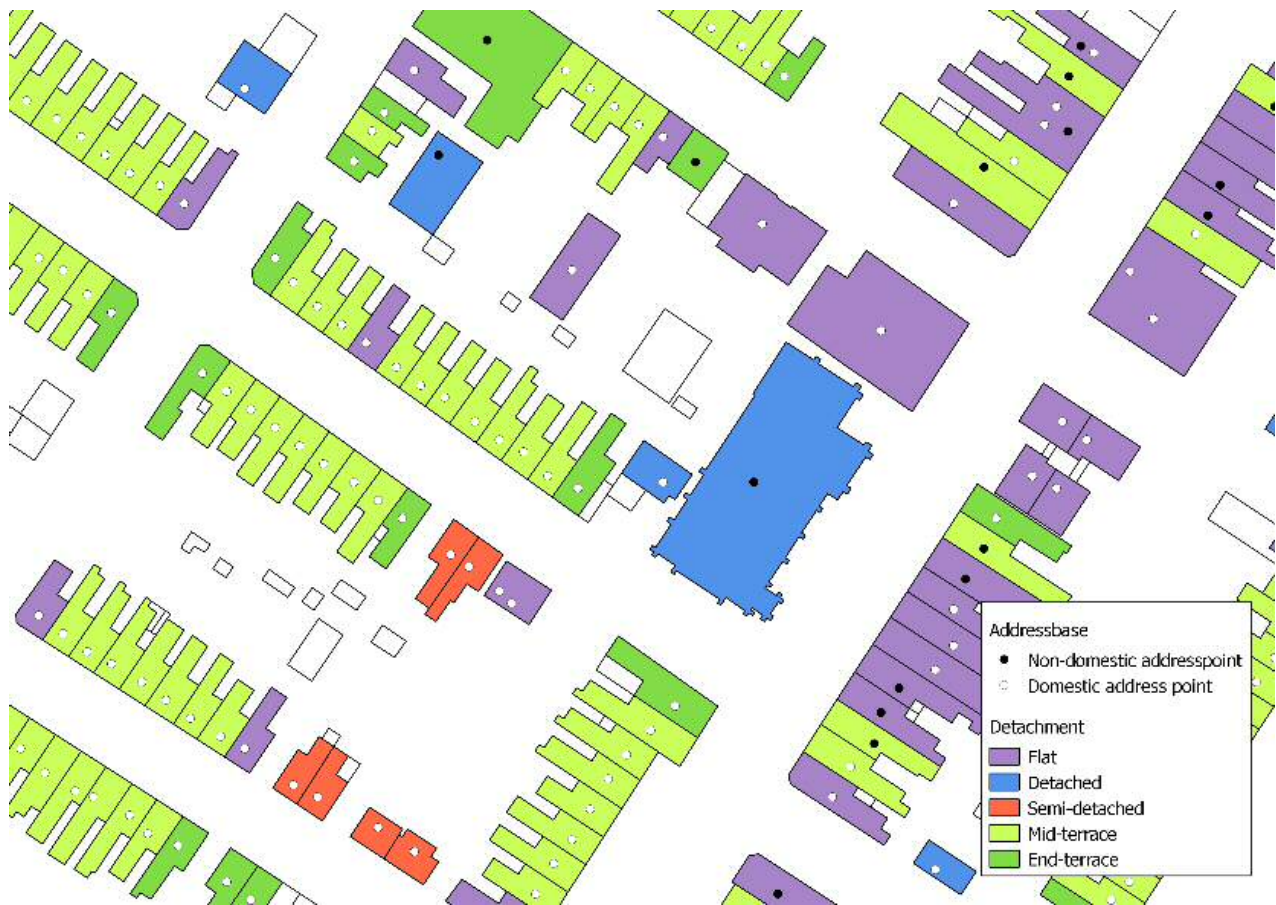 Addressbase
Non-domestic addresspoint
Domestic address point
Detachment
Flat
Detached
Semi-detached
Mid-terrace
End-terrace